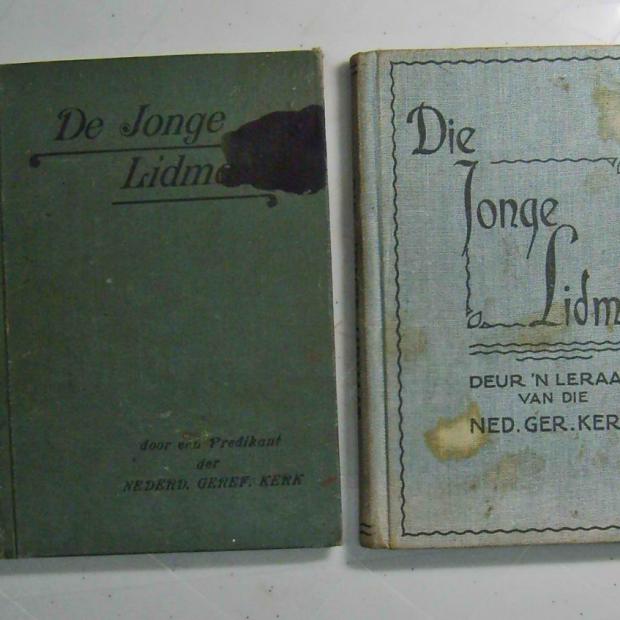 De Jonge
Lidm
door een Predikant
der
NEDERD. GEREF. KERK
Die
Jonge
Lidm
DEUR 'N LERAA
VAN DIE
NED. GER. KER